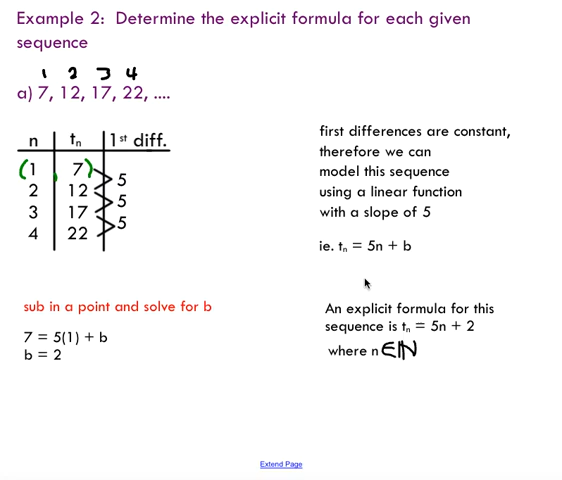 Example 2: Determine the explicit formula for each given
sequence
1 2 3 4
a) 7, 12, 17, 22, ....
n tₙ 1ˢᵗ diff.
(1 , 7)
5
2 12
5
3 17
5
4 22
first differences are constant,
therefore we can
model this sequence
using a linear function
with a slope of 5
ie. tₙ = 5n + b
sub in a point and solve for b
7 = 5(1) + b
b = 2
An explicit formula for this
sequence is tₙ = 5n + 2
where n ∈ ℕ
Extend Page